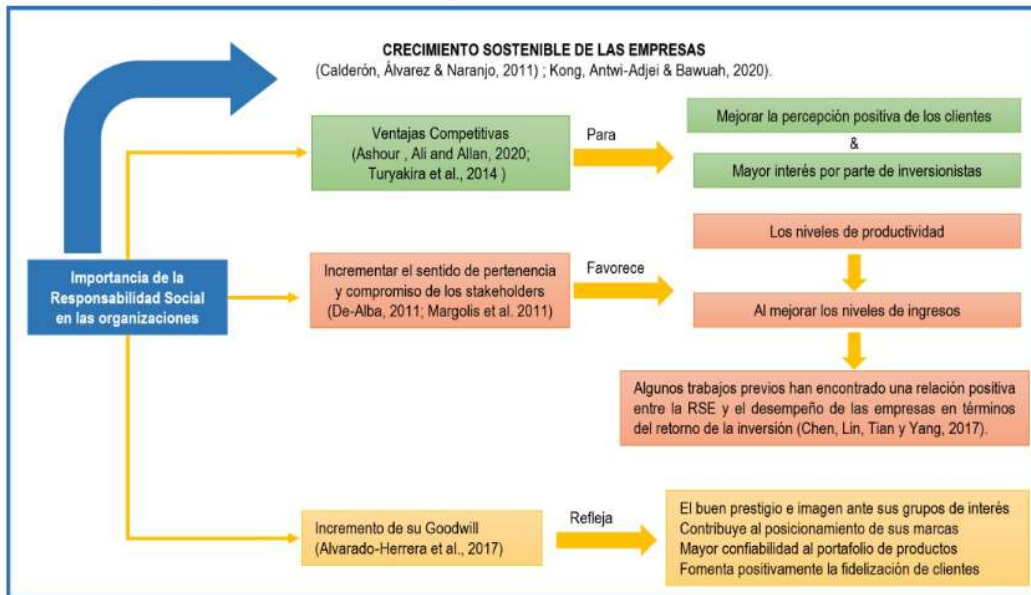 CRECIMIENTO SOSTENIBLE DE LAS EMPRESAS
(Calderón, Álvarez & Naranjo, 2011) ; Kong, Antwi-Adjei & Bawuah, 2020).
Importancia de la
Responsabilidad Social
en las organizaciones
Ventajas Competitivas
(Ashour , Ali and Allan, 2020;
Turyakira et al., 2014 )
Para
Mejorar la percepción positiva de los clientes
&
Mayor interés por parte de inversionistas
Incrementar el sentido de pertenencia
y compromiso de los stakeholders
(De-Alba, 2011; Margolis et al. 2011)
Favorece
Los niveles de productividad
Al mejorar los niveles de ingresos
Algunos trabajos previos han encontrado una relación positiva
entre la RSE y el desempeño de las empresas en términos
del retorno de la inversión (Chen, Lin, Tian y Yang, 2017).
Incremento de su Goodwill
(Alvarado-Herrera et al., 2017)
Refleja
El buen prestigio e imagen ante sus grupos de interés
Contribuye al posicionamiento de sus marcas
Mayor confiabilidad al portafolio de productos
Fomenta positivamente la fidelización de clientes